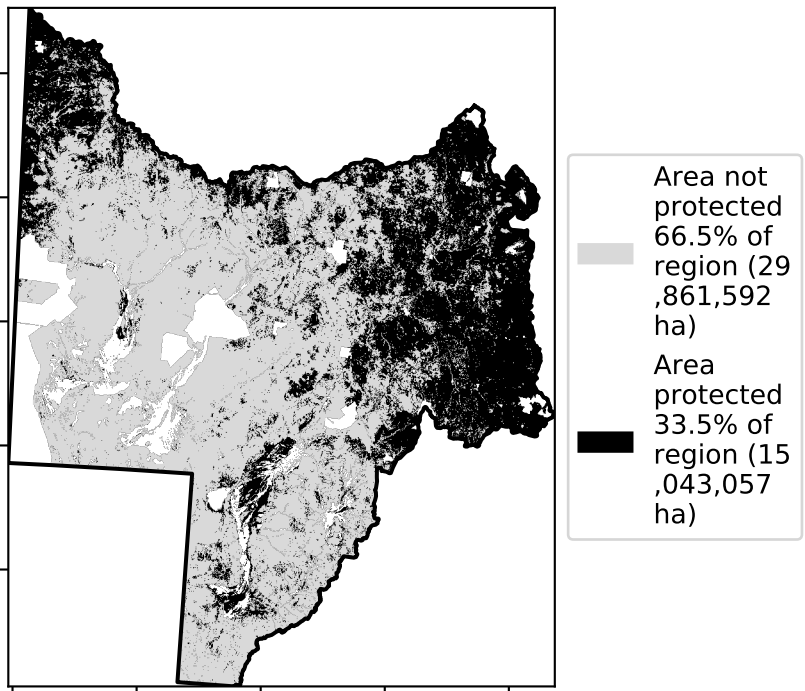 Area not
protected
66.5% of
region (29
,861,592
ha)
Area
protected
33.5% of
region (15
,043,057
ha)